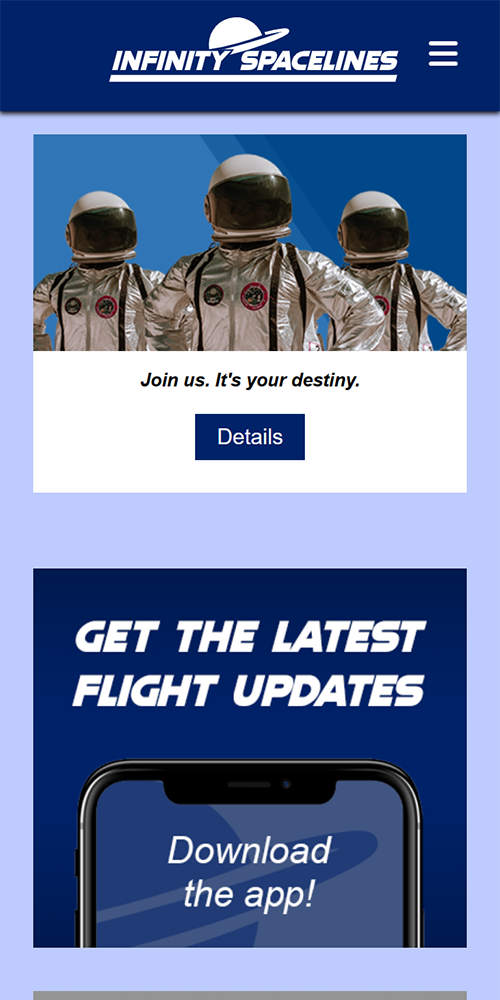 INFINITY SPACELINES
Join us. It's your destiny.
Details
GET THE LATEST
FLIGHT UPDATES
Download
the app!